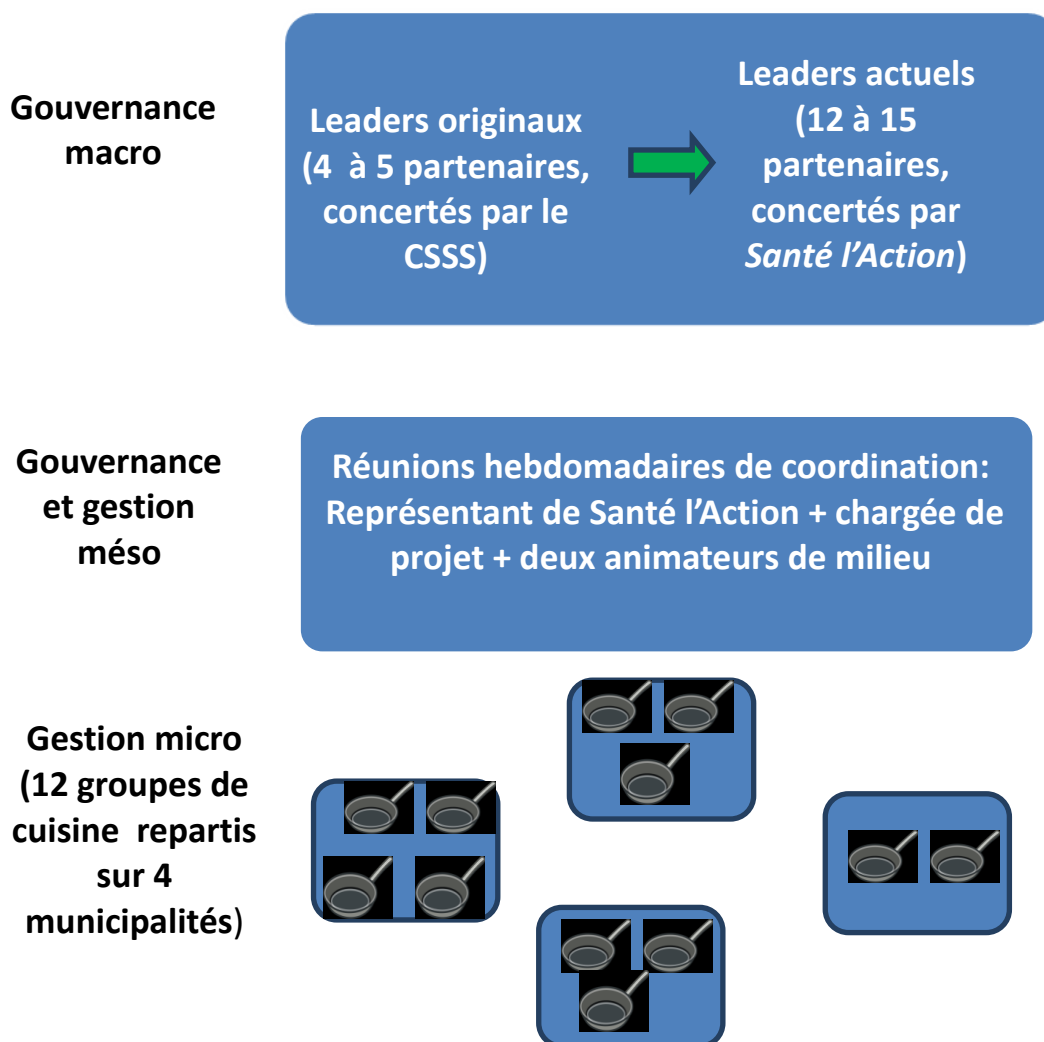 Gouvernance
macro
Leaders originaux
(4 à 5 partenaires,
concertés par le
CSSS)
Leaders actuels
(12 à 15
partenaires,
concertés par
Santé l’Action)
Gouvernance
et gestion
méso
Réunions hebdomadaires de coordination:
Représentant de Santé l’Action + chargée de
projet + deux animateurs de milieu
Gestion micro
(12 groupes de
cuisine repartis
sur 4
municipalités)